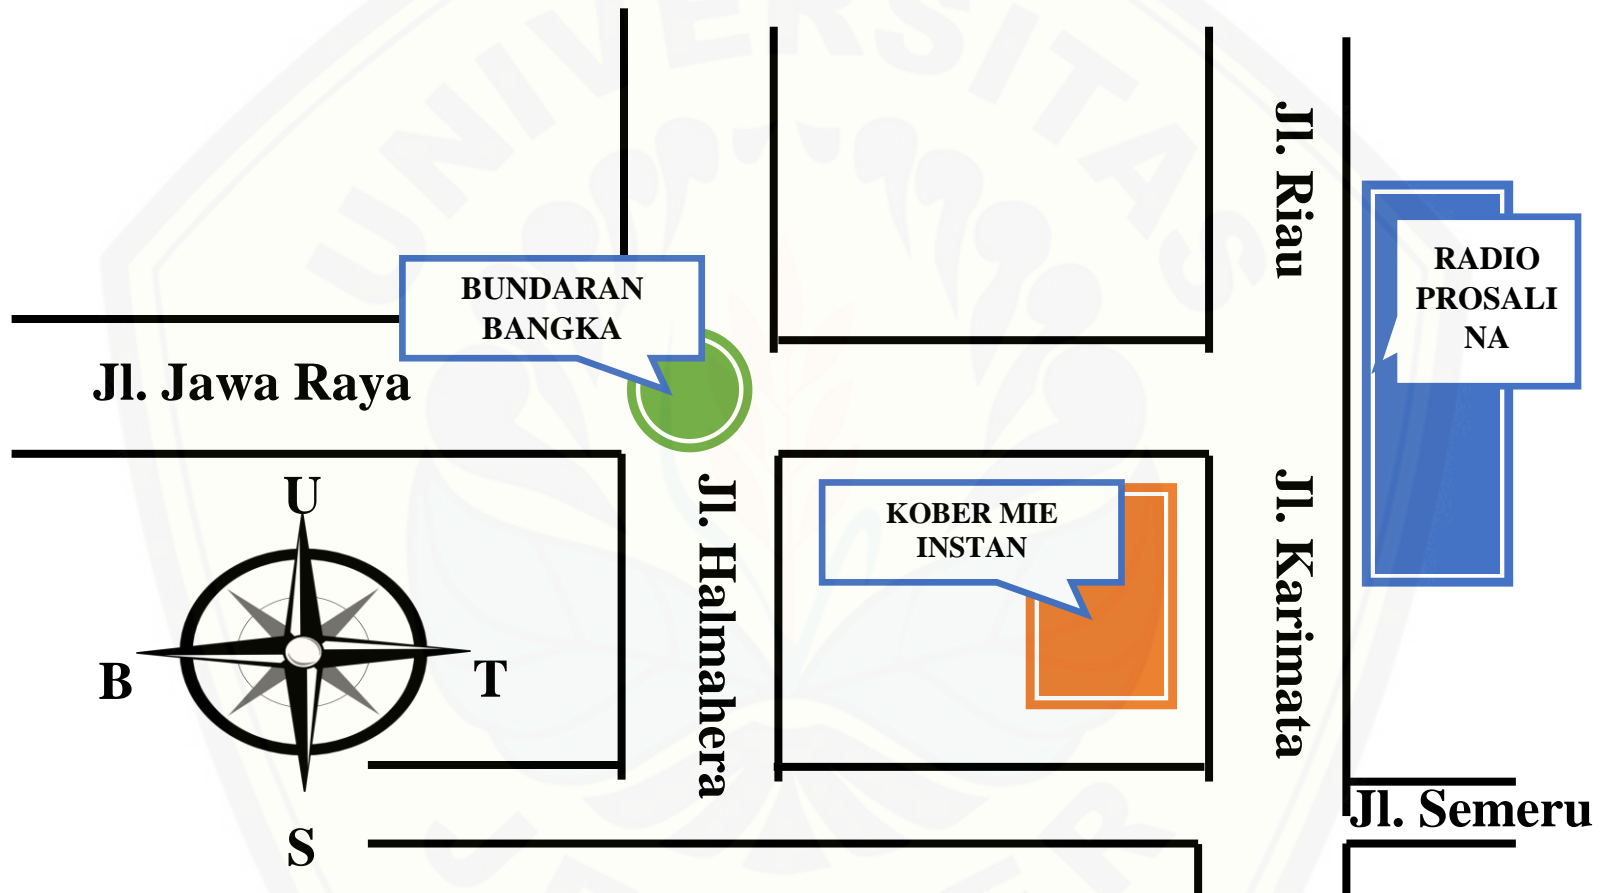 UNIVERSITAS
Jl. Riau
RADIO
PROSALI
NA
BUNDARAN
BANGKA
Jl. Jawa Raya
Jl. Halmahera
KOBER MIE
INSTAN
Jl. Karimata
U
B
T
S
Jl. Semeru